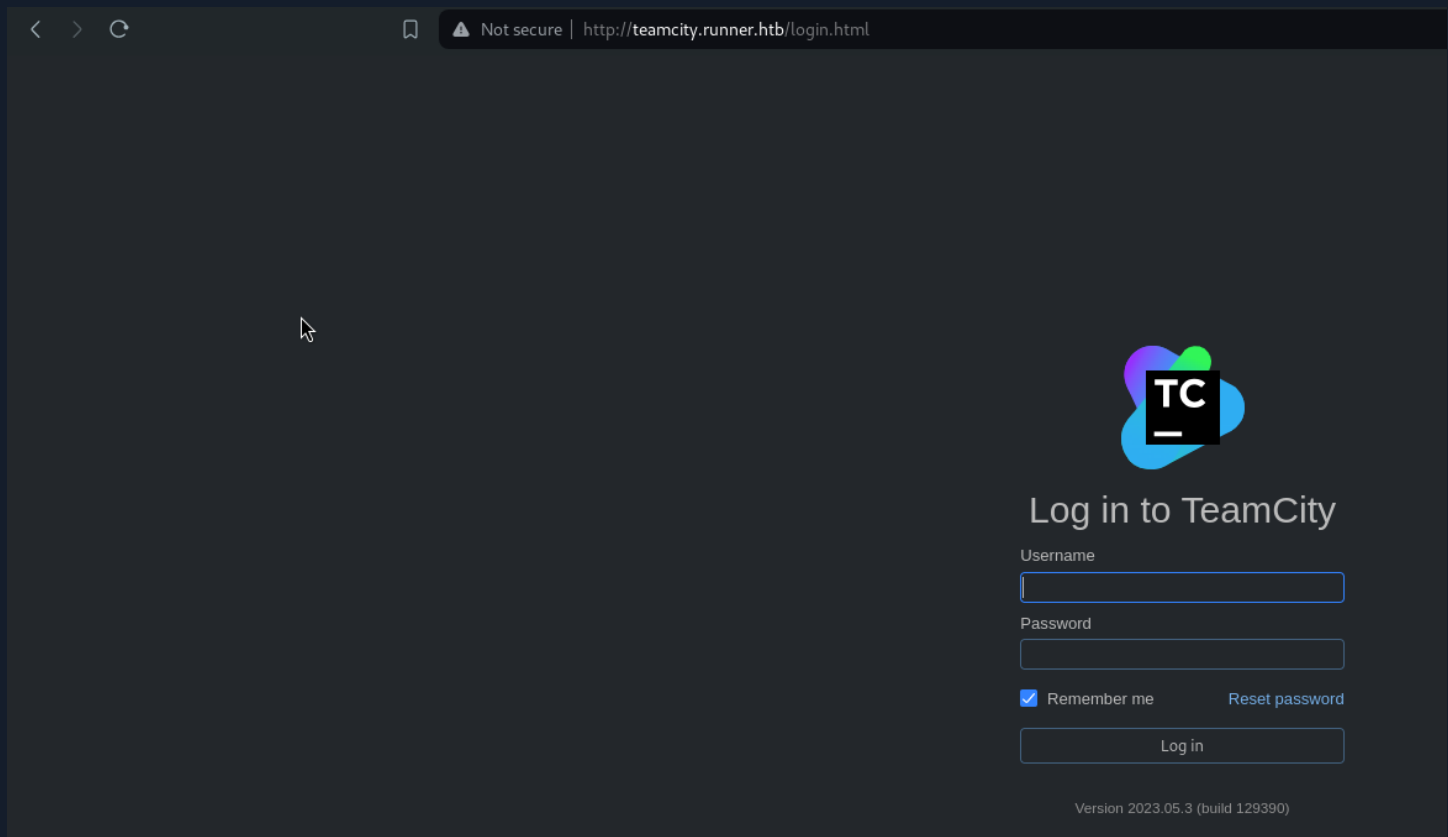 Not secure http://teamcity.runner.htb/login.html
TC
Log in to TeamCity
Username
Password
Remember me Reset password
Log in
Version 2023.05.3 (build 129390)